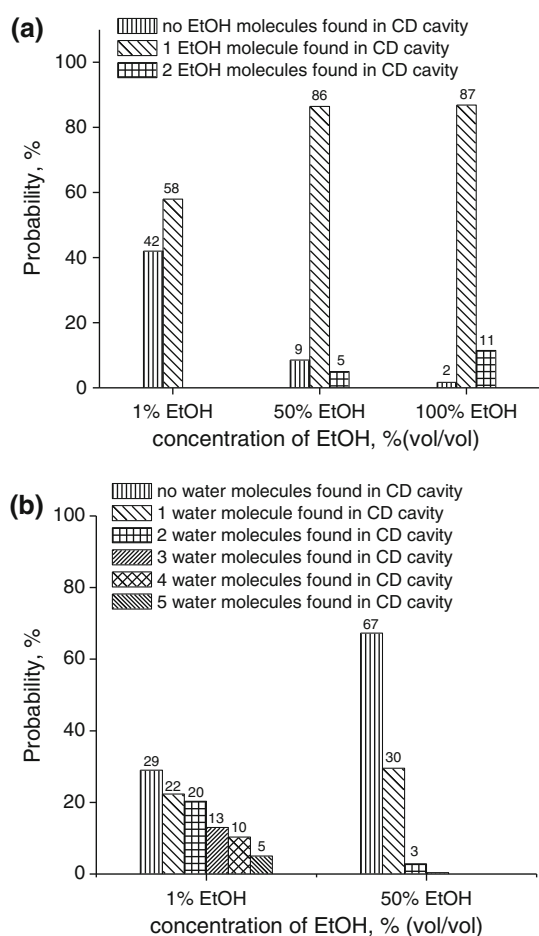 (a)
no EtOH molecules found in CD cavity
1 EtOH molecule found in CD cavity
2 EtOH molecules found in CD cavity
100
80
60
40
20
0
Probability, %
42
58
9
86
5
2
87
11
1% EtOH 50% EtOH 100% EtOH
concentration of EtOH, %(vol/vol)
(b)
no water molecules found in CD cavity
1 water molecule found in CD cavity
2 water molecules found in CD cavity
3 water molecules found in CD cavity
4 water molecules found in CD cavity
5 water molecules found in CD cavity
100
80
60
40
20
0
Probability, %
29
22
20
13
10
5
67
30
3
1% EtOH 50% EtOH
concentration of EtOH, % (vol/vol)